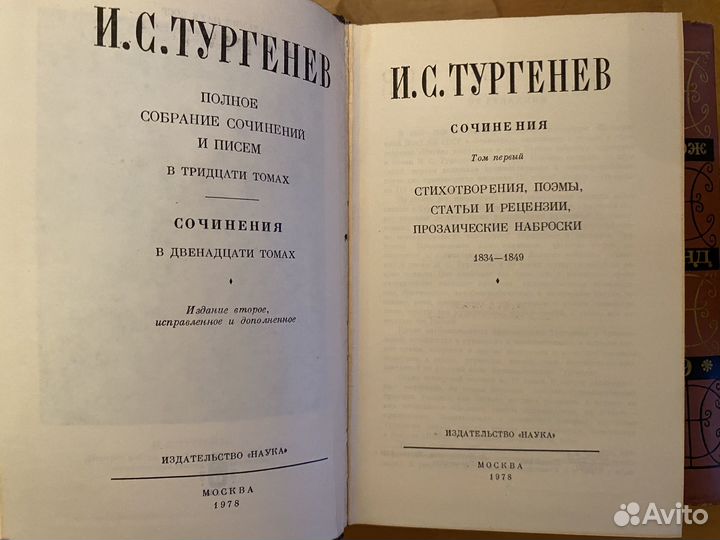 И.С.ТУРГЕНЕВ
ПОЛНОЕ
СОБРАНИЕ СОЧИНЕНИЙ
И ПИСЕМ
В ТРИДЦАТИ ТОМАХ
СОЧИНЕНИЯ
В ДВЕНАДЦАТИ ТОМАХ
Издание второе,
исправленное и дополненное
ИЗДАТЕЛЬСТВО «НАУКА»
МОСКВА
1978
И.С.ТУРГЕНЕВ
СОЧИНЕНИЯ
Том первый
СТИХОТВОРЕНИЯ, ПОЭМЫ,
СТАТЬИ И РЕЦЕНЗИИ,
ПРОЗАИЧЕСКИЕ НАБРОСКИ
1834—1849
ИЗДАТЕЛЬСТВО «НАУКА»
МОСКВА
1978
Avito